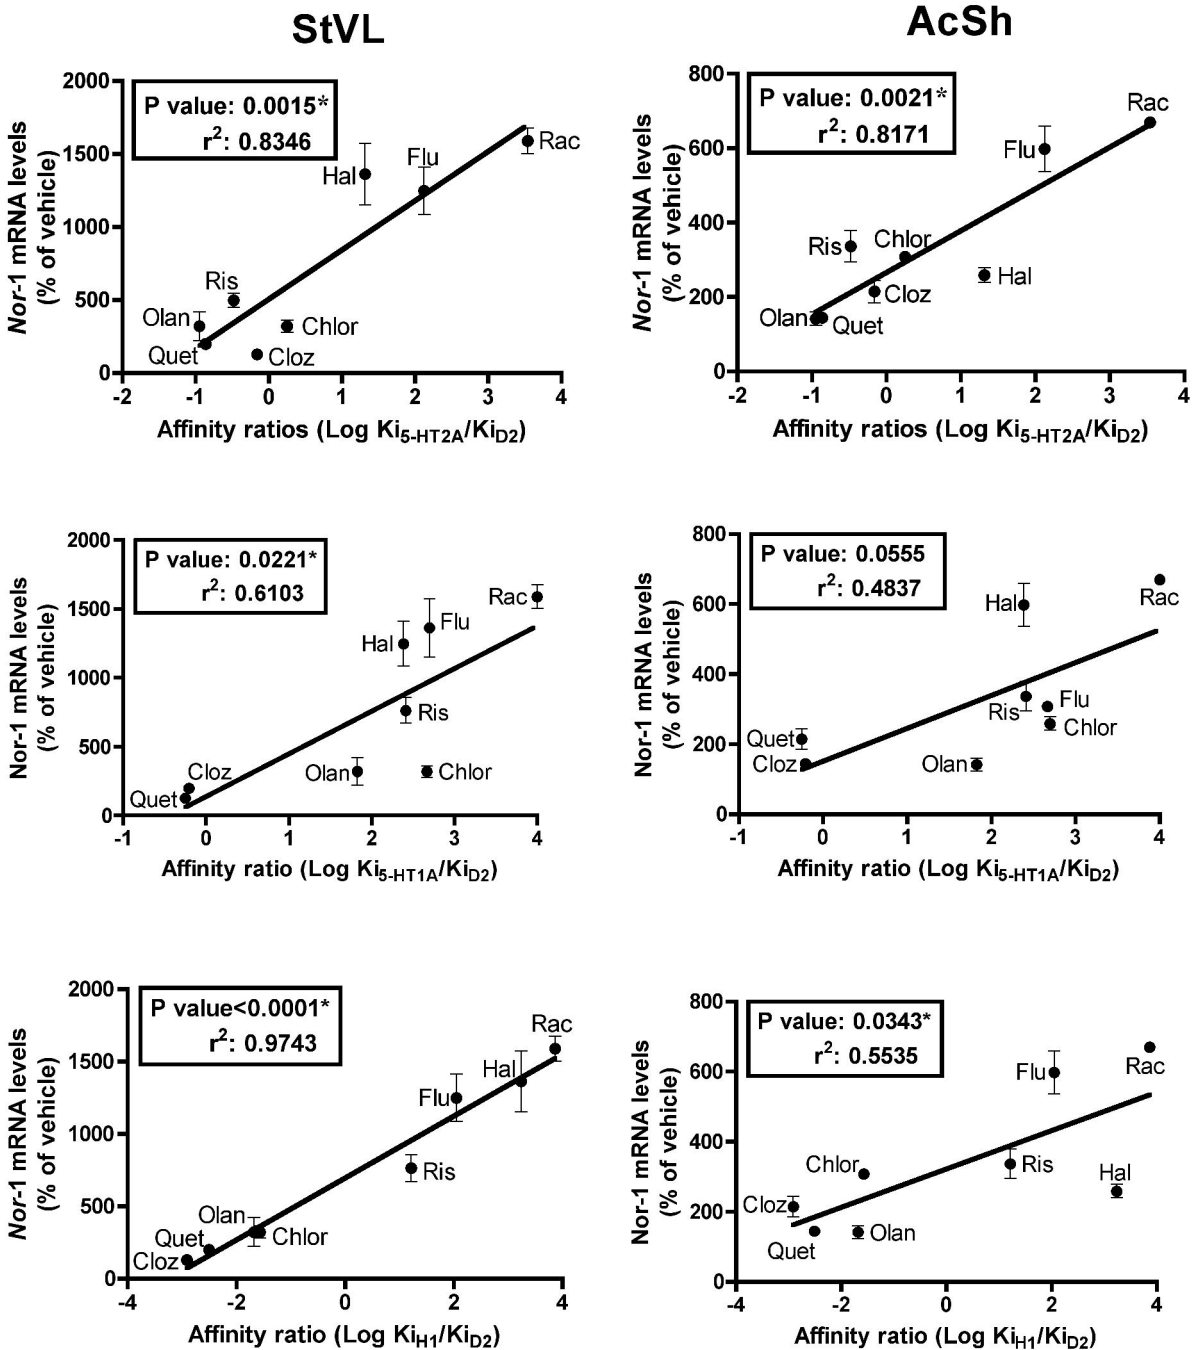 StVL
AcSh
P value: 0.0015*
r²: 0.8346
Nor-1 mRNA levels
(% of vehicle)
2000
1500
1000
500
0
Hal
Flu
Rac
Ris
Olan
Chlor
Quet
Cloz
-2 -1 0 1 2 3 4
Affinity ratios (Log Ki5-HT2A/KiD2)
P value: 0.0021*
r²: 0.8171
Nor-1 mRNA levels
(% of vehicle)
800
600
400
200
0
Rac
Flu
Ris
Chlor
Hal
Cloz
Olan
Quet
-2 -1 0 1 2 3 4
Affinity ratios (Log Ki5-HT2A/KiD2)
P value: 0.0221*
r²: 0.6103
Nor-1 mRNA levels
(% of vehicle)
2000
1500
1000
500
0
Rac
Flu
Hal
Ris
Cloz
Olan
Chlor
Quet
-1 0 1 2 3 4
Affinity ratio (Log Ki5-HT1A/KiD2)
P value: 0.0555
r²: 0.4837
Nor-1 mRNA levels
(% of vehicle)
800
600
400
200
0
Hal
Rac
Ris
Flu
Chlor
Quet
Cloz
Olan
-1 0 1 2 3 4
Affinity ratio (Log Ki5-HT1A/KiD2)
P value<0.0001*
r²: 0.9743
Nor-1 mRNA levels
(% of vehicle)
2000
1500
1000
500
0
Rac
Hal
Flu
Ris
Olan
Quet
Chlor
Cloz
-4 -2 0 2 4
Affinity ratio (Log KiH1/KiD2)
P value: 0.0343*
r²: 0.5535
Nor-1 mRNA levels
(% of vehicle)
800
600
400
200
0
Flu
Rac
Chlor
Ris
Hal
Cloz
Olan
Quet
-4 -2 0 2 4
Affinity ratio (Log KiH1/KiD2)